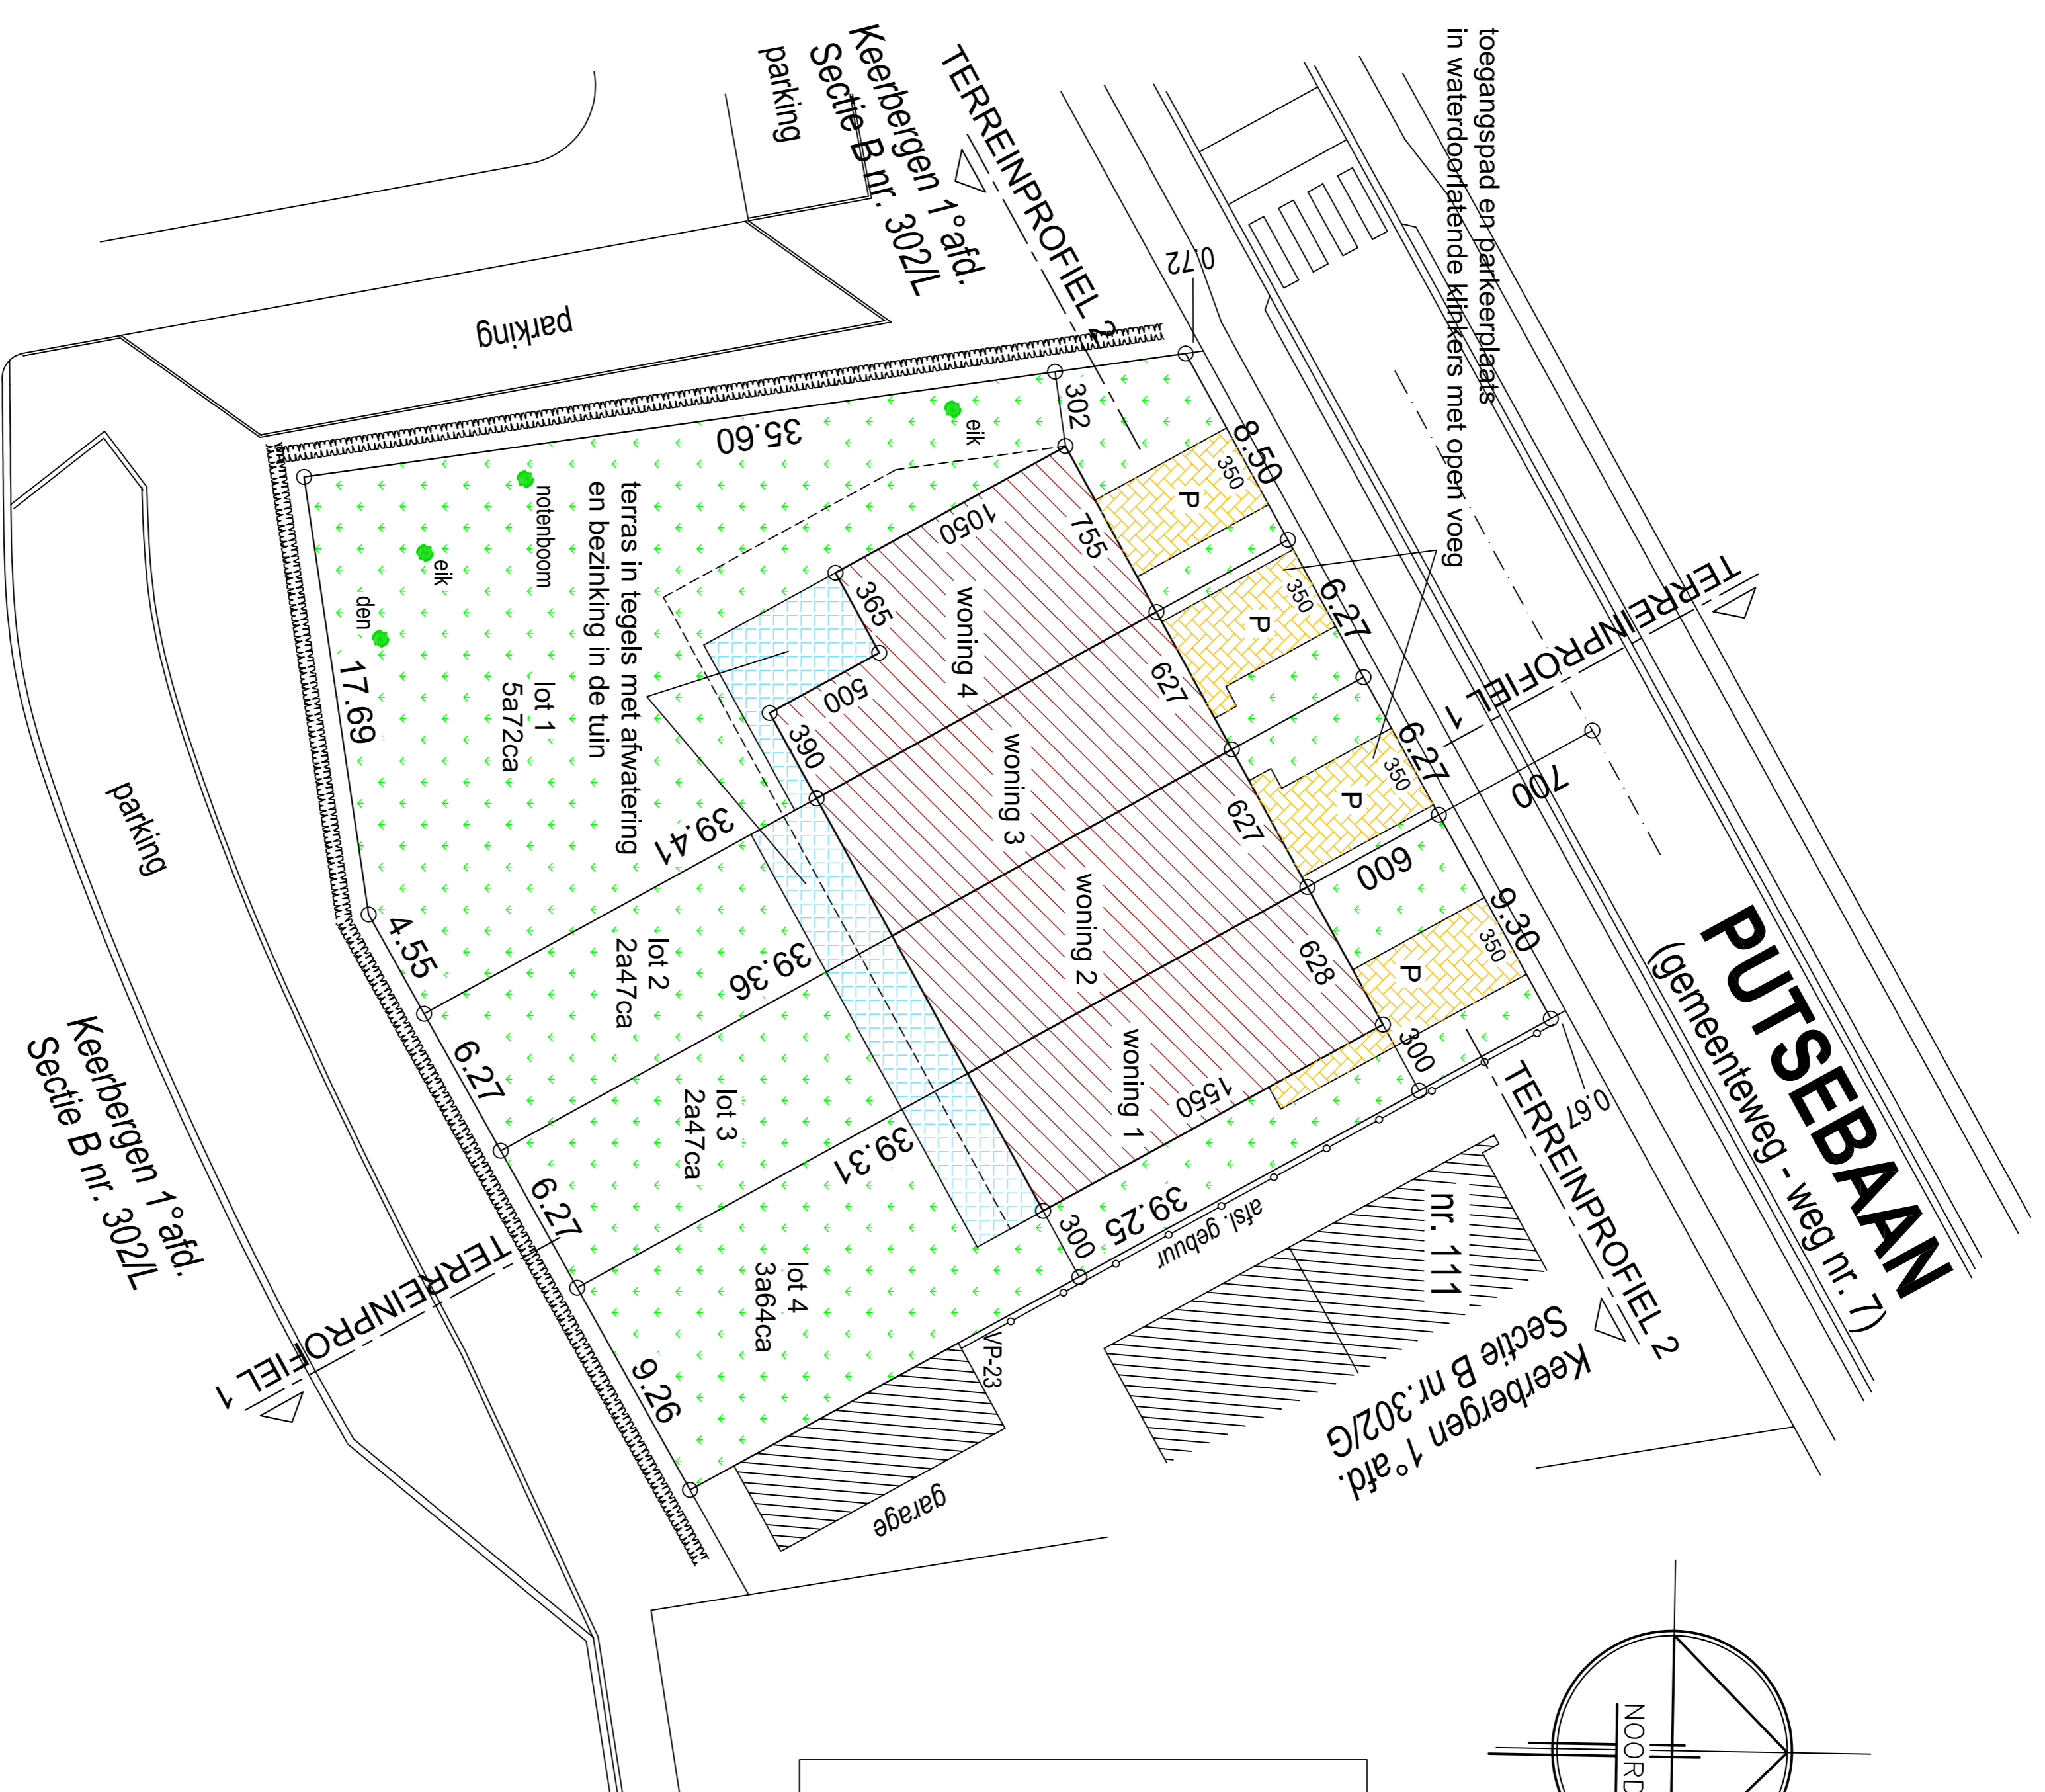 toegangspad en parkeerplaats
in waterdoorlatende klinkers met open voeg
TERREINPROFIEL 2
Keerbergen 1°afd.
Sectie B nr. 302/L
parking
0.72
parking
PUTSEBAAN
(gemeenteweg - weg nr. 7)
TERREINPROFIEL 1
700
8.50
6.27
6.27
9.30
350
350
350
350
P
P
P
P
302
755
627
627
628
600
300
0.67
1050
365
500
390
1550
300
woning 4
woning 3
woning 2
woning 1
35.60
eik
notenboom
eik
den
terras in tegels met afwatering
en bezinking in de tuin
lot 1
5a72ca
lot 2
2a47ca
lot 3
2a47ca
lot 4
3a64ca
39.41
39.36
39.31
39.25
17.69
4.55
6.27
6.27
9.26
afsl. gebuur
VP-23
garage
nr. 111
TERREINPROFIEL 2
Keerbergen 1°afd.
Sectie B nr.302/G
parking
Keerbergen 1°afd.
Sectie B nr. 302/L
TERREINPROFIEL 1
NOORD